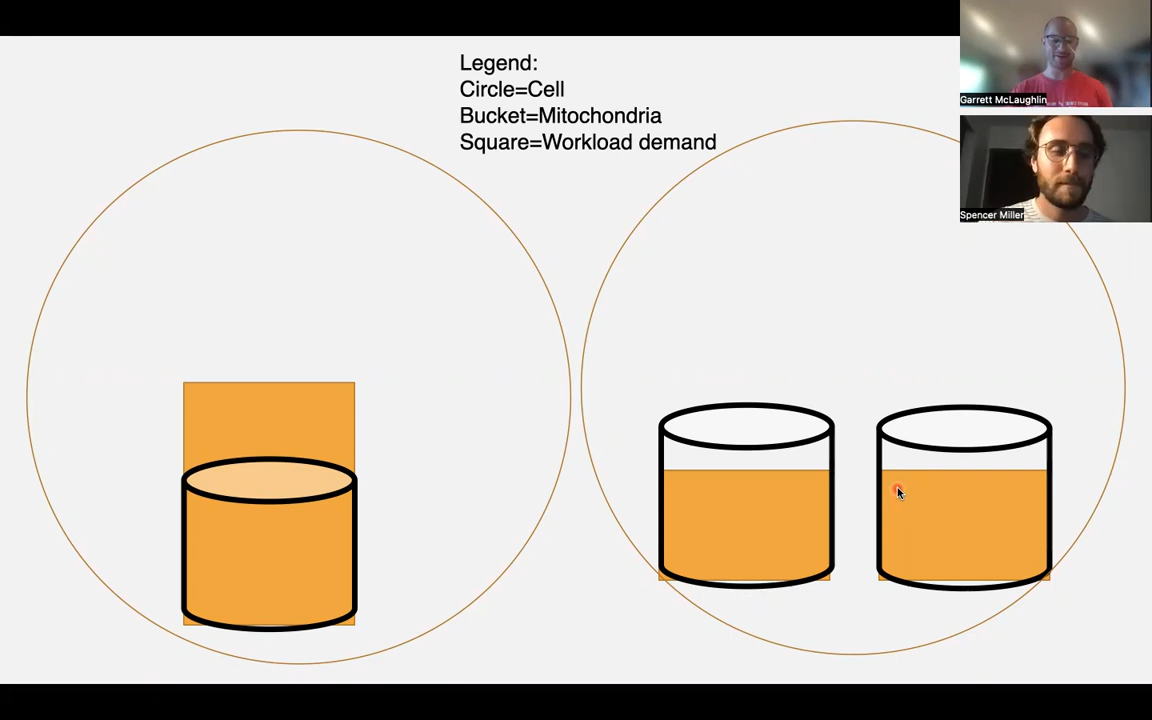 Legend:
Circle=Cell
Bucket=Mitochondria
Square=Workload demand
Garrett McLaughlin
Spencer Miller